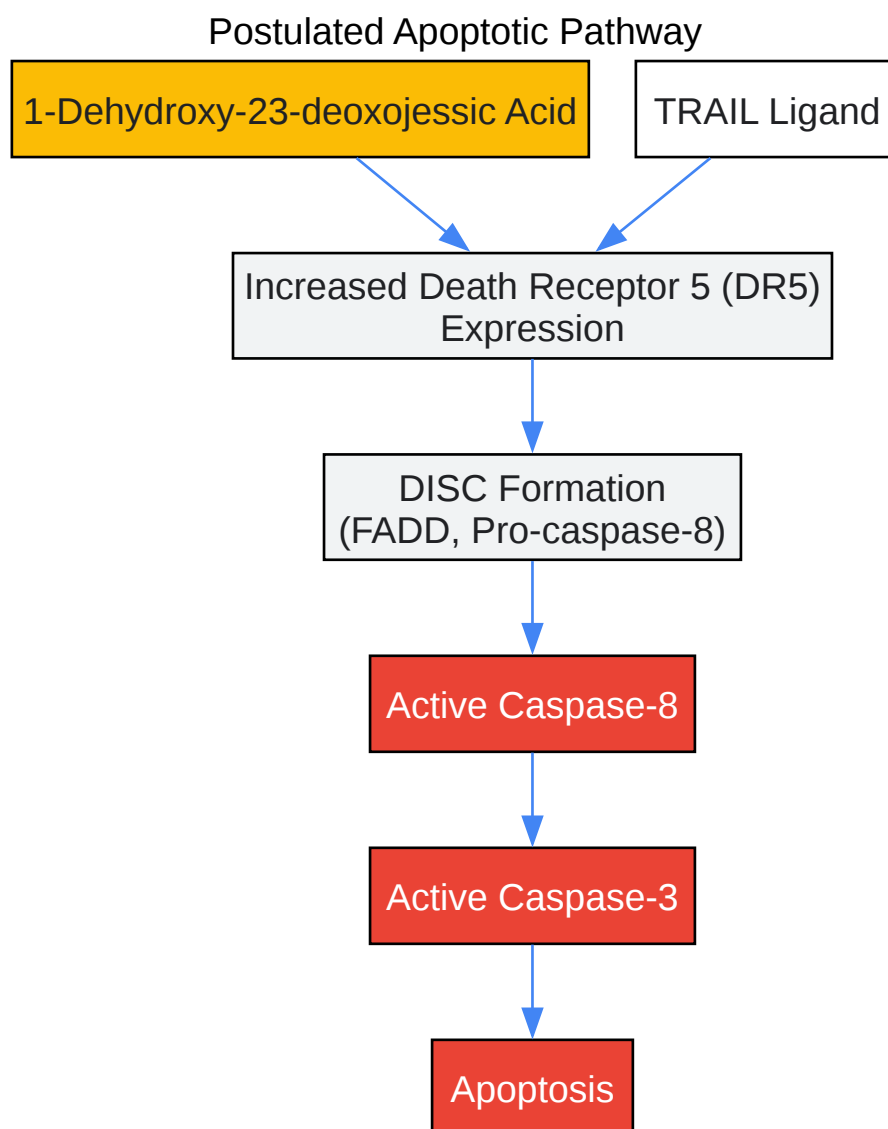 Postulated Apoptotic Pathway
1-Dehydroxy-23-deoxojessic Acid
TRAIL Ligand
Increased Death Receptor 5 (DR5)
Expression
DISC Formation
(FADD, Pro-caspase-8)
Active Caspase-8
Active Caspase-3
Apoptosis